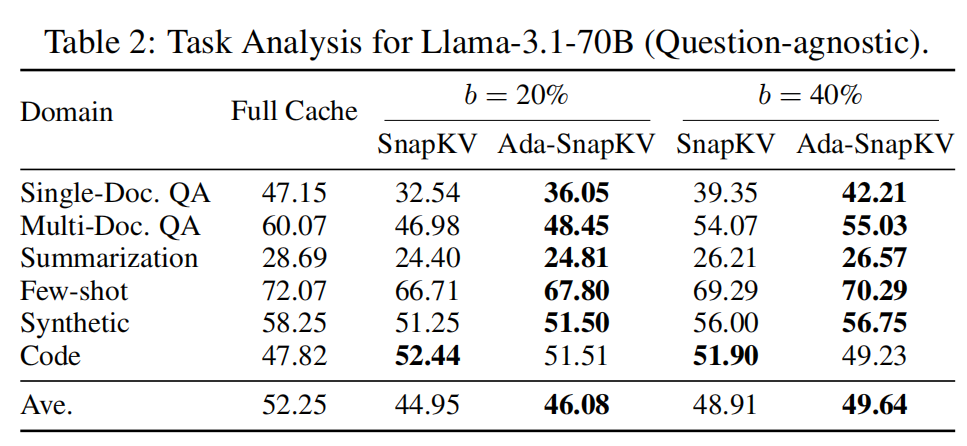 Table 2: Task Analysis for Llama-3.1-70B (Question-agnostic).
Domain Full Cache b = 20% b = 40%
SnapKV Ada-SnapKV SnapKV Ada-SnapKV
Single-Doc. QA 47.15 32.54 36.05 39.35 42.21
Multi-Doc. QA 60.07 46.98 48.45 54.07 55.03
Summarization 28.69 24.40 24.81 26.21 26.57
Few-shot 72.07 66.71 67.80 69.29 70.29
Synthetic 58.25 51.25 51.50 56.00 56.75
Code 47.82 52.44 51.51 51.90 49.23
Ave. 52.25 44.95 46.08 48.91 49.64